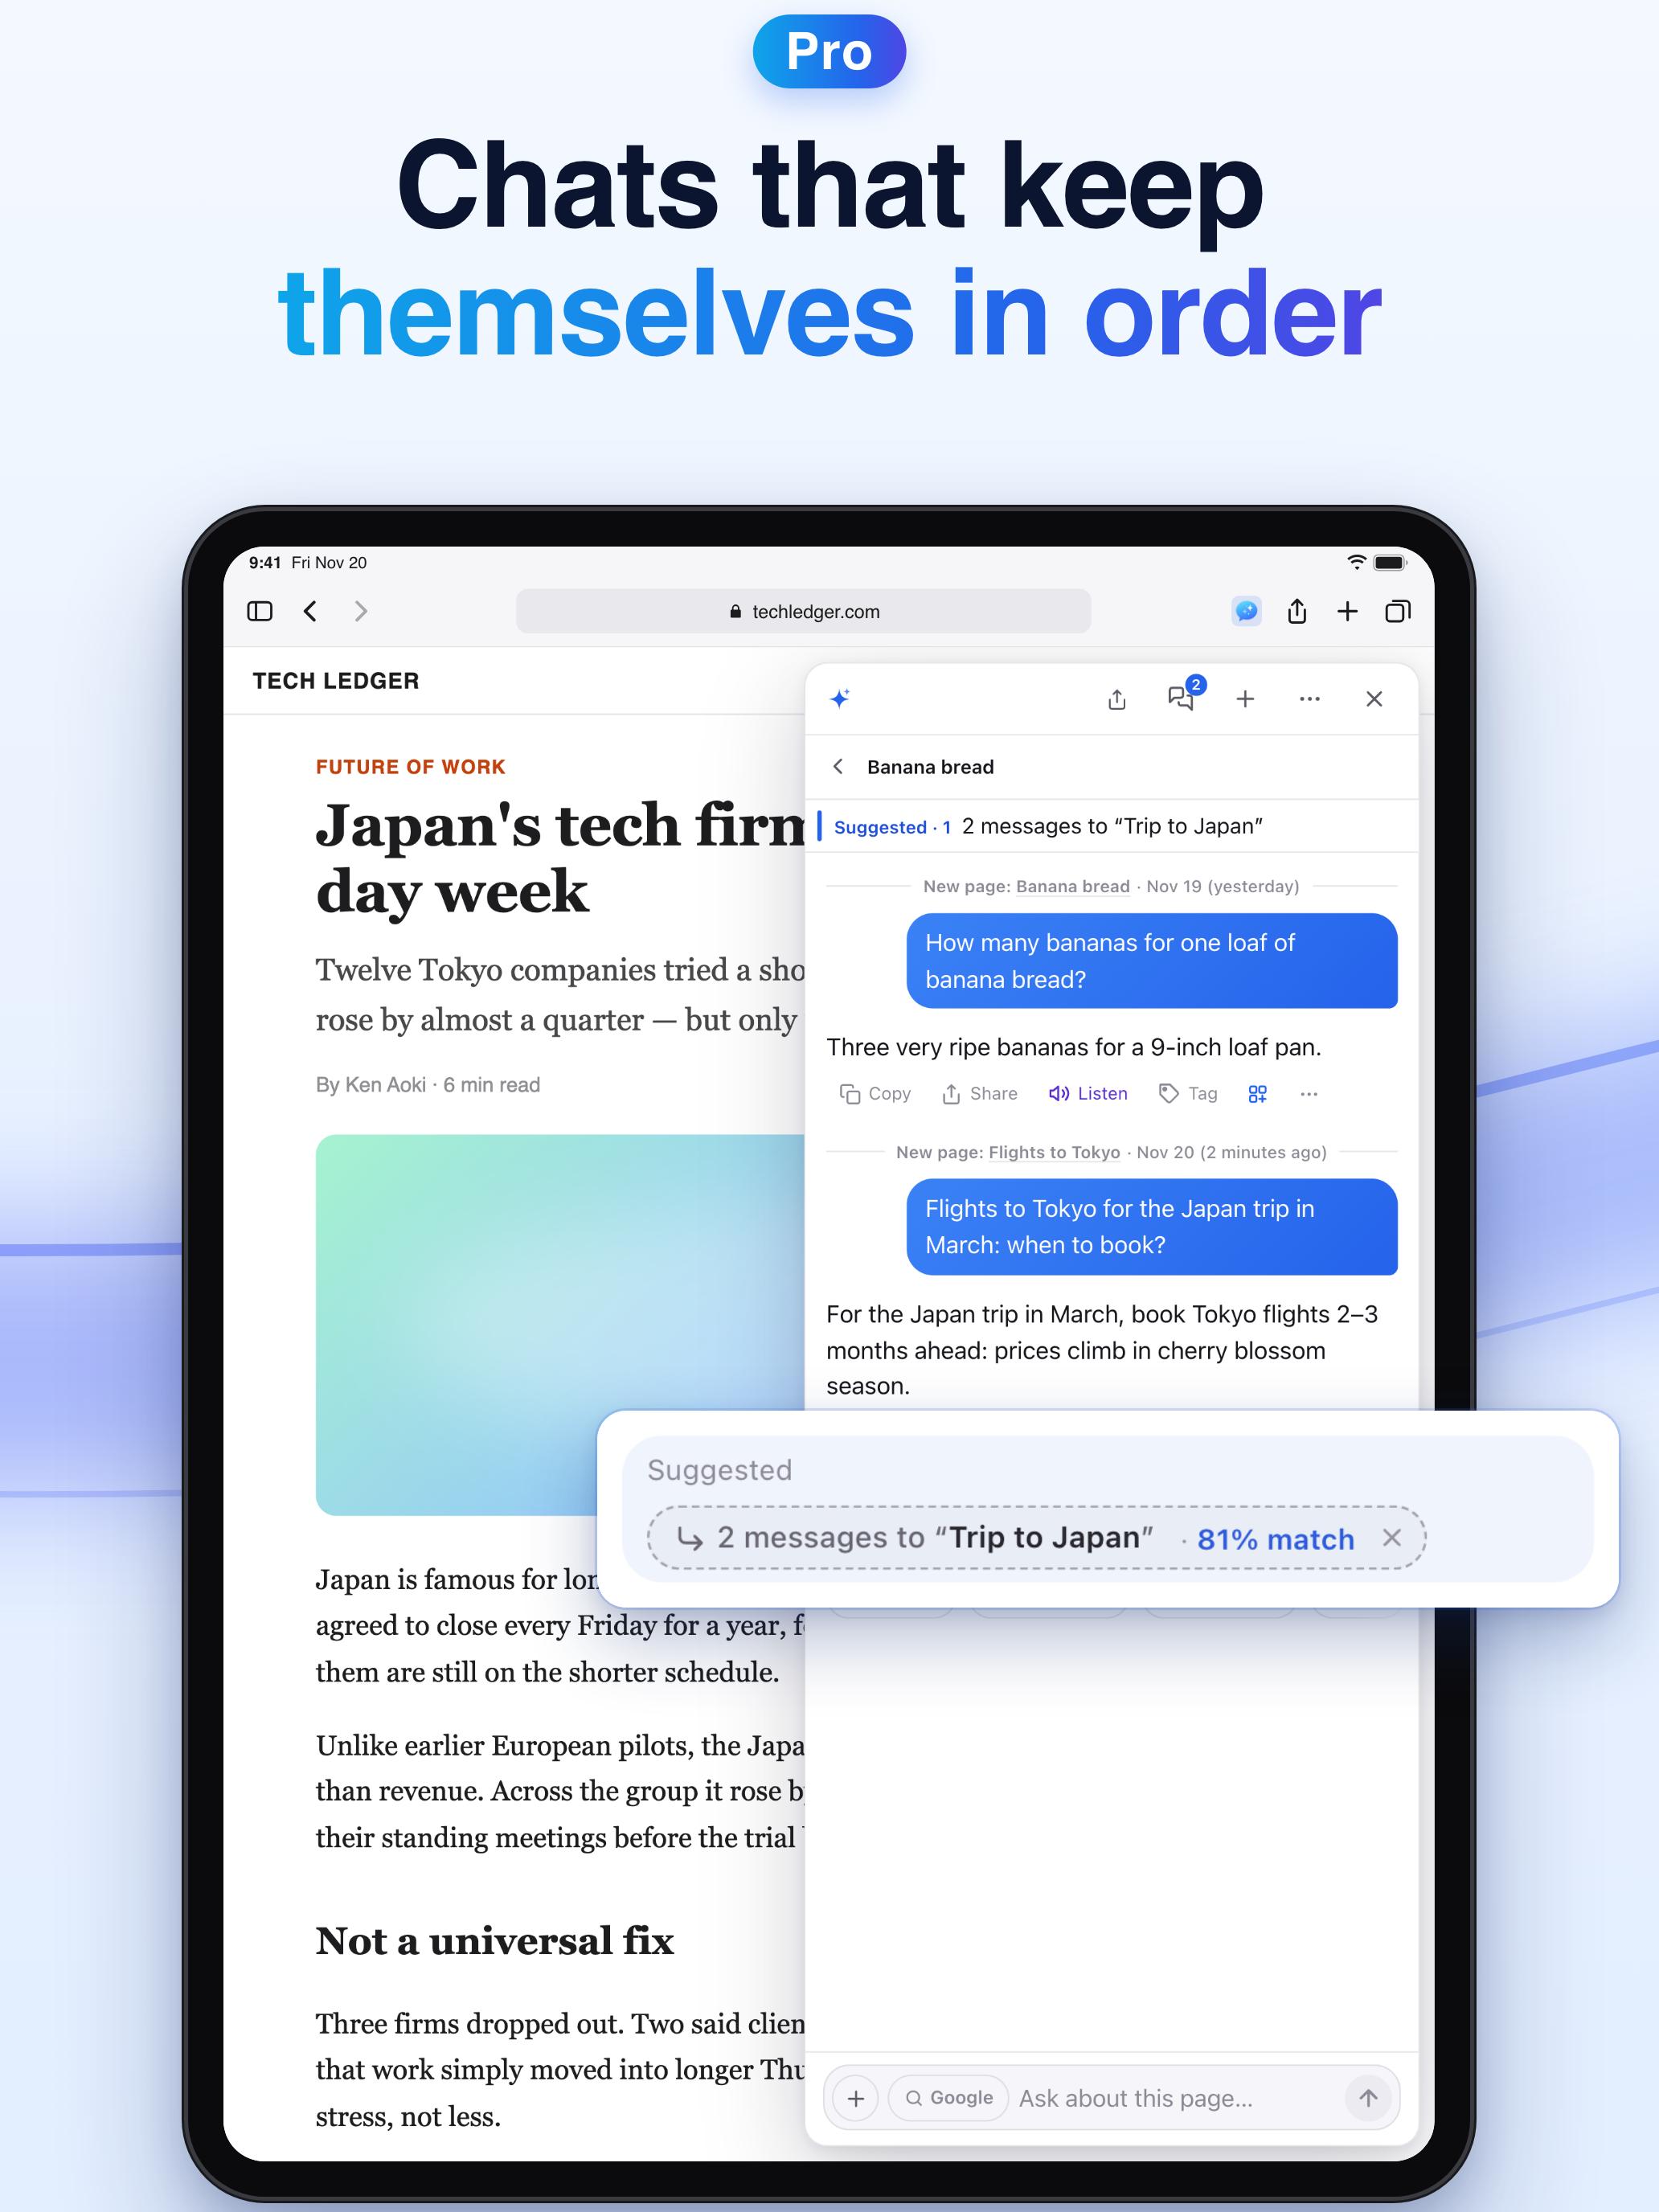 Pro
Chats that keep
themselves in order
9:41 Fri Nov 20
techledger.com
TECH LEDGER
FUTURE OF WORK
Japan's tech firm
day week
Twelve Tokyo companies tried a sho
rose by almost a quarter — but only
By Ken Aoki · 6 min read
Japan is famous for lon
agreed to close every Friday for a year, f
them are still on the shorter schedule.
Unlike earlier European pilots, the Japa
than revenue. Across the group it rose b
their standing meetings before the trial
Not a universal fix
Three firms dropped out. Two said clien
that work simply moved into longer Thu
stress, not less.
2
Banana bread
Suggested · 1 2 messages to “Trip to Japan”
New page: Banana bread · Nov 19 (yesterday)
How many bananas for one loaf of
banana bread?
Three very ripe bananas for a 9-inch loaf pan.
Copy Share Listen Tag
New page: Flights to Tokyo · Nov 20 (2 minutes ago)
Flights to Tokyo for the Japan trip in
March: when to book?
For the Japan trip in March, book Tokyo flights 2–3
months ahead: prices climb in cherry blossom
season.
Suggested
2 messages to “Trip to Japan” · 81% match
Google Ask about this page...